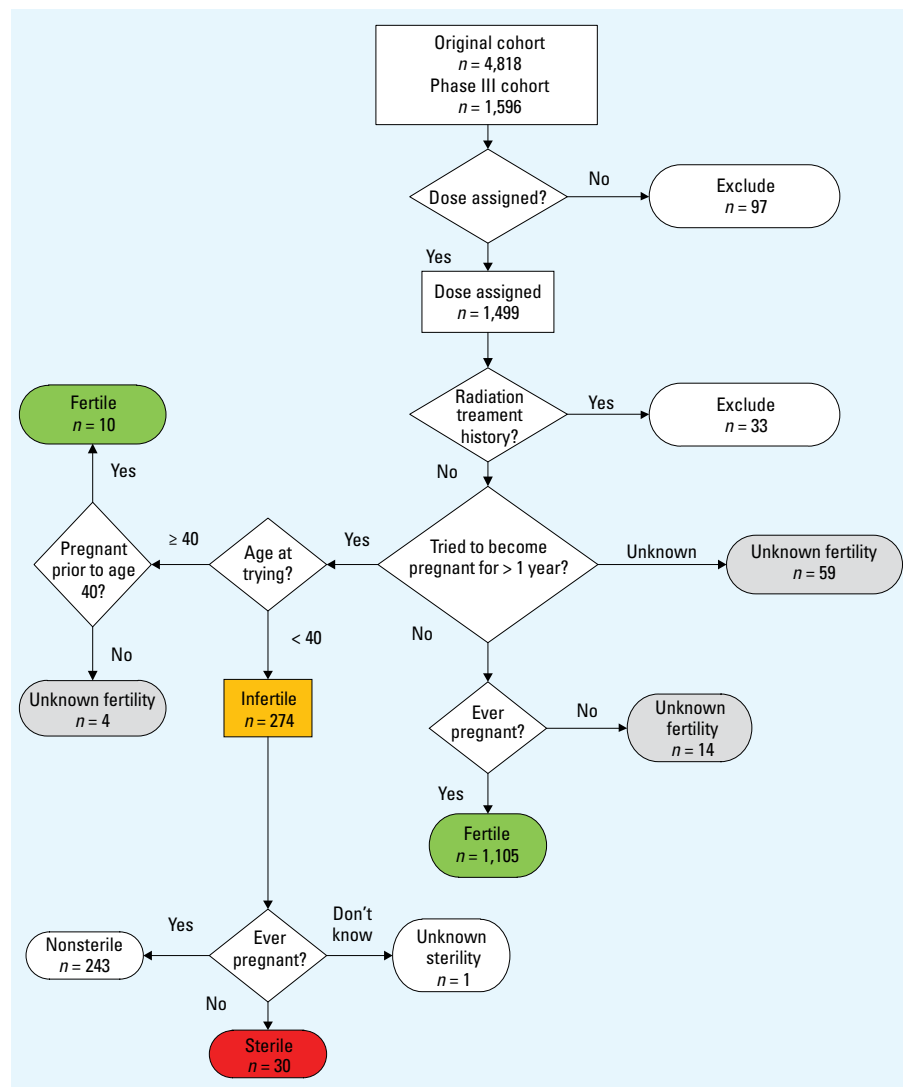 Original cohort
n = 4,818
Phase III cohort
n = 1,596
Dose assigned?
No
Exclude
n = 97
Yes
Dose assigned
n = 1,499
Radiation
treament
history?
Yes
Exclude
n = 33
No
Fertile
n = 10
Yes
Pregnant
prior to age
40?
≥ 40
Age at
trying?
Yes
Tried to become
pregnant for > 1 year?
Unknown
Unknown fertility
n = 59
No
< 40
No
Unknown fertility
n = 4
Infertile
n = 274
Ever
pregnant?
No
Unknown
fertility
n = 14
Yes
Fertile
n = 1,105
Nonsterile
n = 243
Yes
Ever
pregnant?
Don't
know
Unknown
sterility
n = 1
No
Sterile
n = 30